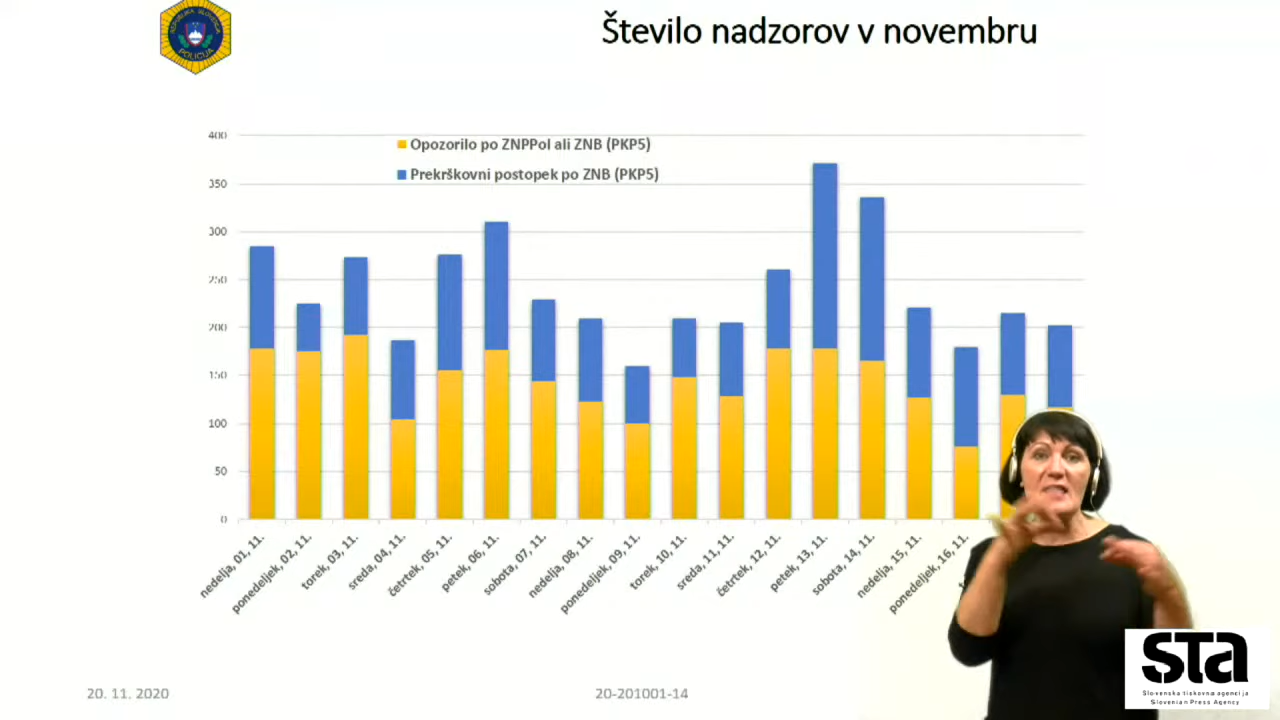 REPUBLIKA SLOVENIJA
POLICIJA
Število nadzorov v novembru
400
350
300
250
200
150
100
50
0
Opozorilo po ZNPPol ali ZNB (PKP5)
Prekrškovni postopek po ZNB (PKP5)
nedelja, 01, 11.
ponedeljek, 02, 11.
torek, 03, 11.
sreda, 04, 11.
četrtek, 05, 11.
petek, 06, 11.
sobota, 07, 11.
nedelja, 08, 11.
ponedeljek, 09, 11.
torek, 10, 11.
sreda, 11, 11.
četrtek, 12, 11.
petek, 13, 11.
sobota, 14, 11.
nedelja, 15, 11.
ponedeljek, 16, 11.
20. 11. 2020
20-201001-14
sta
Slovenska tiskovna agencija
Slovenian Press Agency